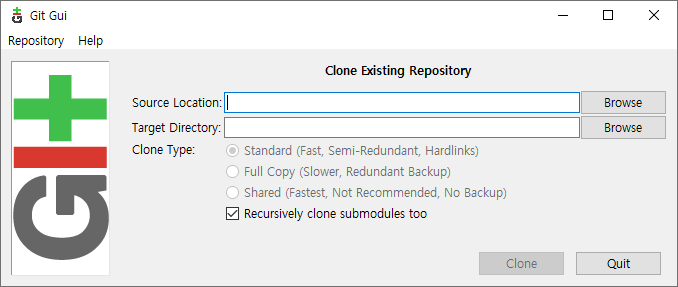 Git Gui
Repository Help
Clone Existing Repository
Source Location: Browse
Target Directory: Browse
Clone Type: Standard (Fast, Semi-Redundant, Hardlinks)
Full Copy (Slower, Redundant Backup)
Shared (Fastest, Not Recommended, No Backup)
Recursively clone submodules too
Clone Quit
GIt